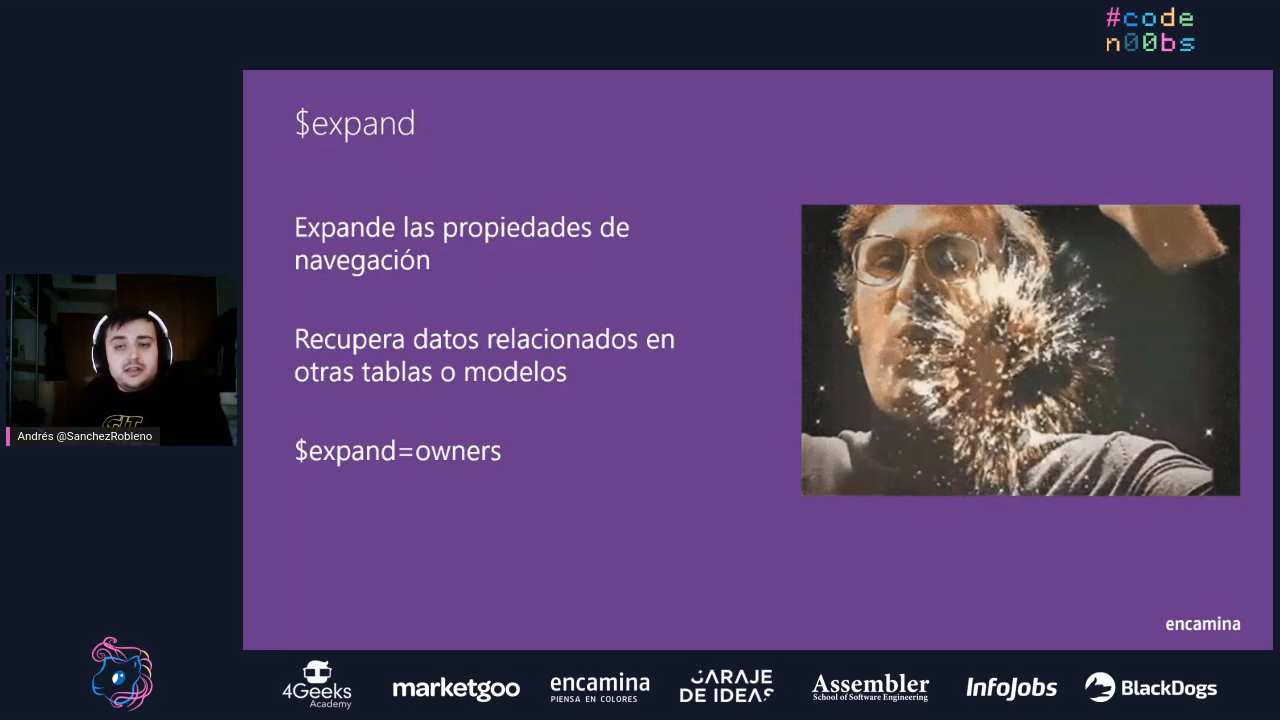 #code
n00bs
$expand
Expande las propiedades de
navegación
Recupera datos relacionados en
otras tablas o modelos
$expand=owners
GIT
Andrés @SanchezRobleno
encamina
4Geeks
Academy
marketgoo
encamina
PIENSA EN COLORES
GARAJE
DE IDEAS
Assembler
School of Software Engineering
InfoJobs
BlackDogs